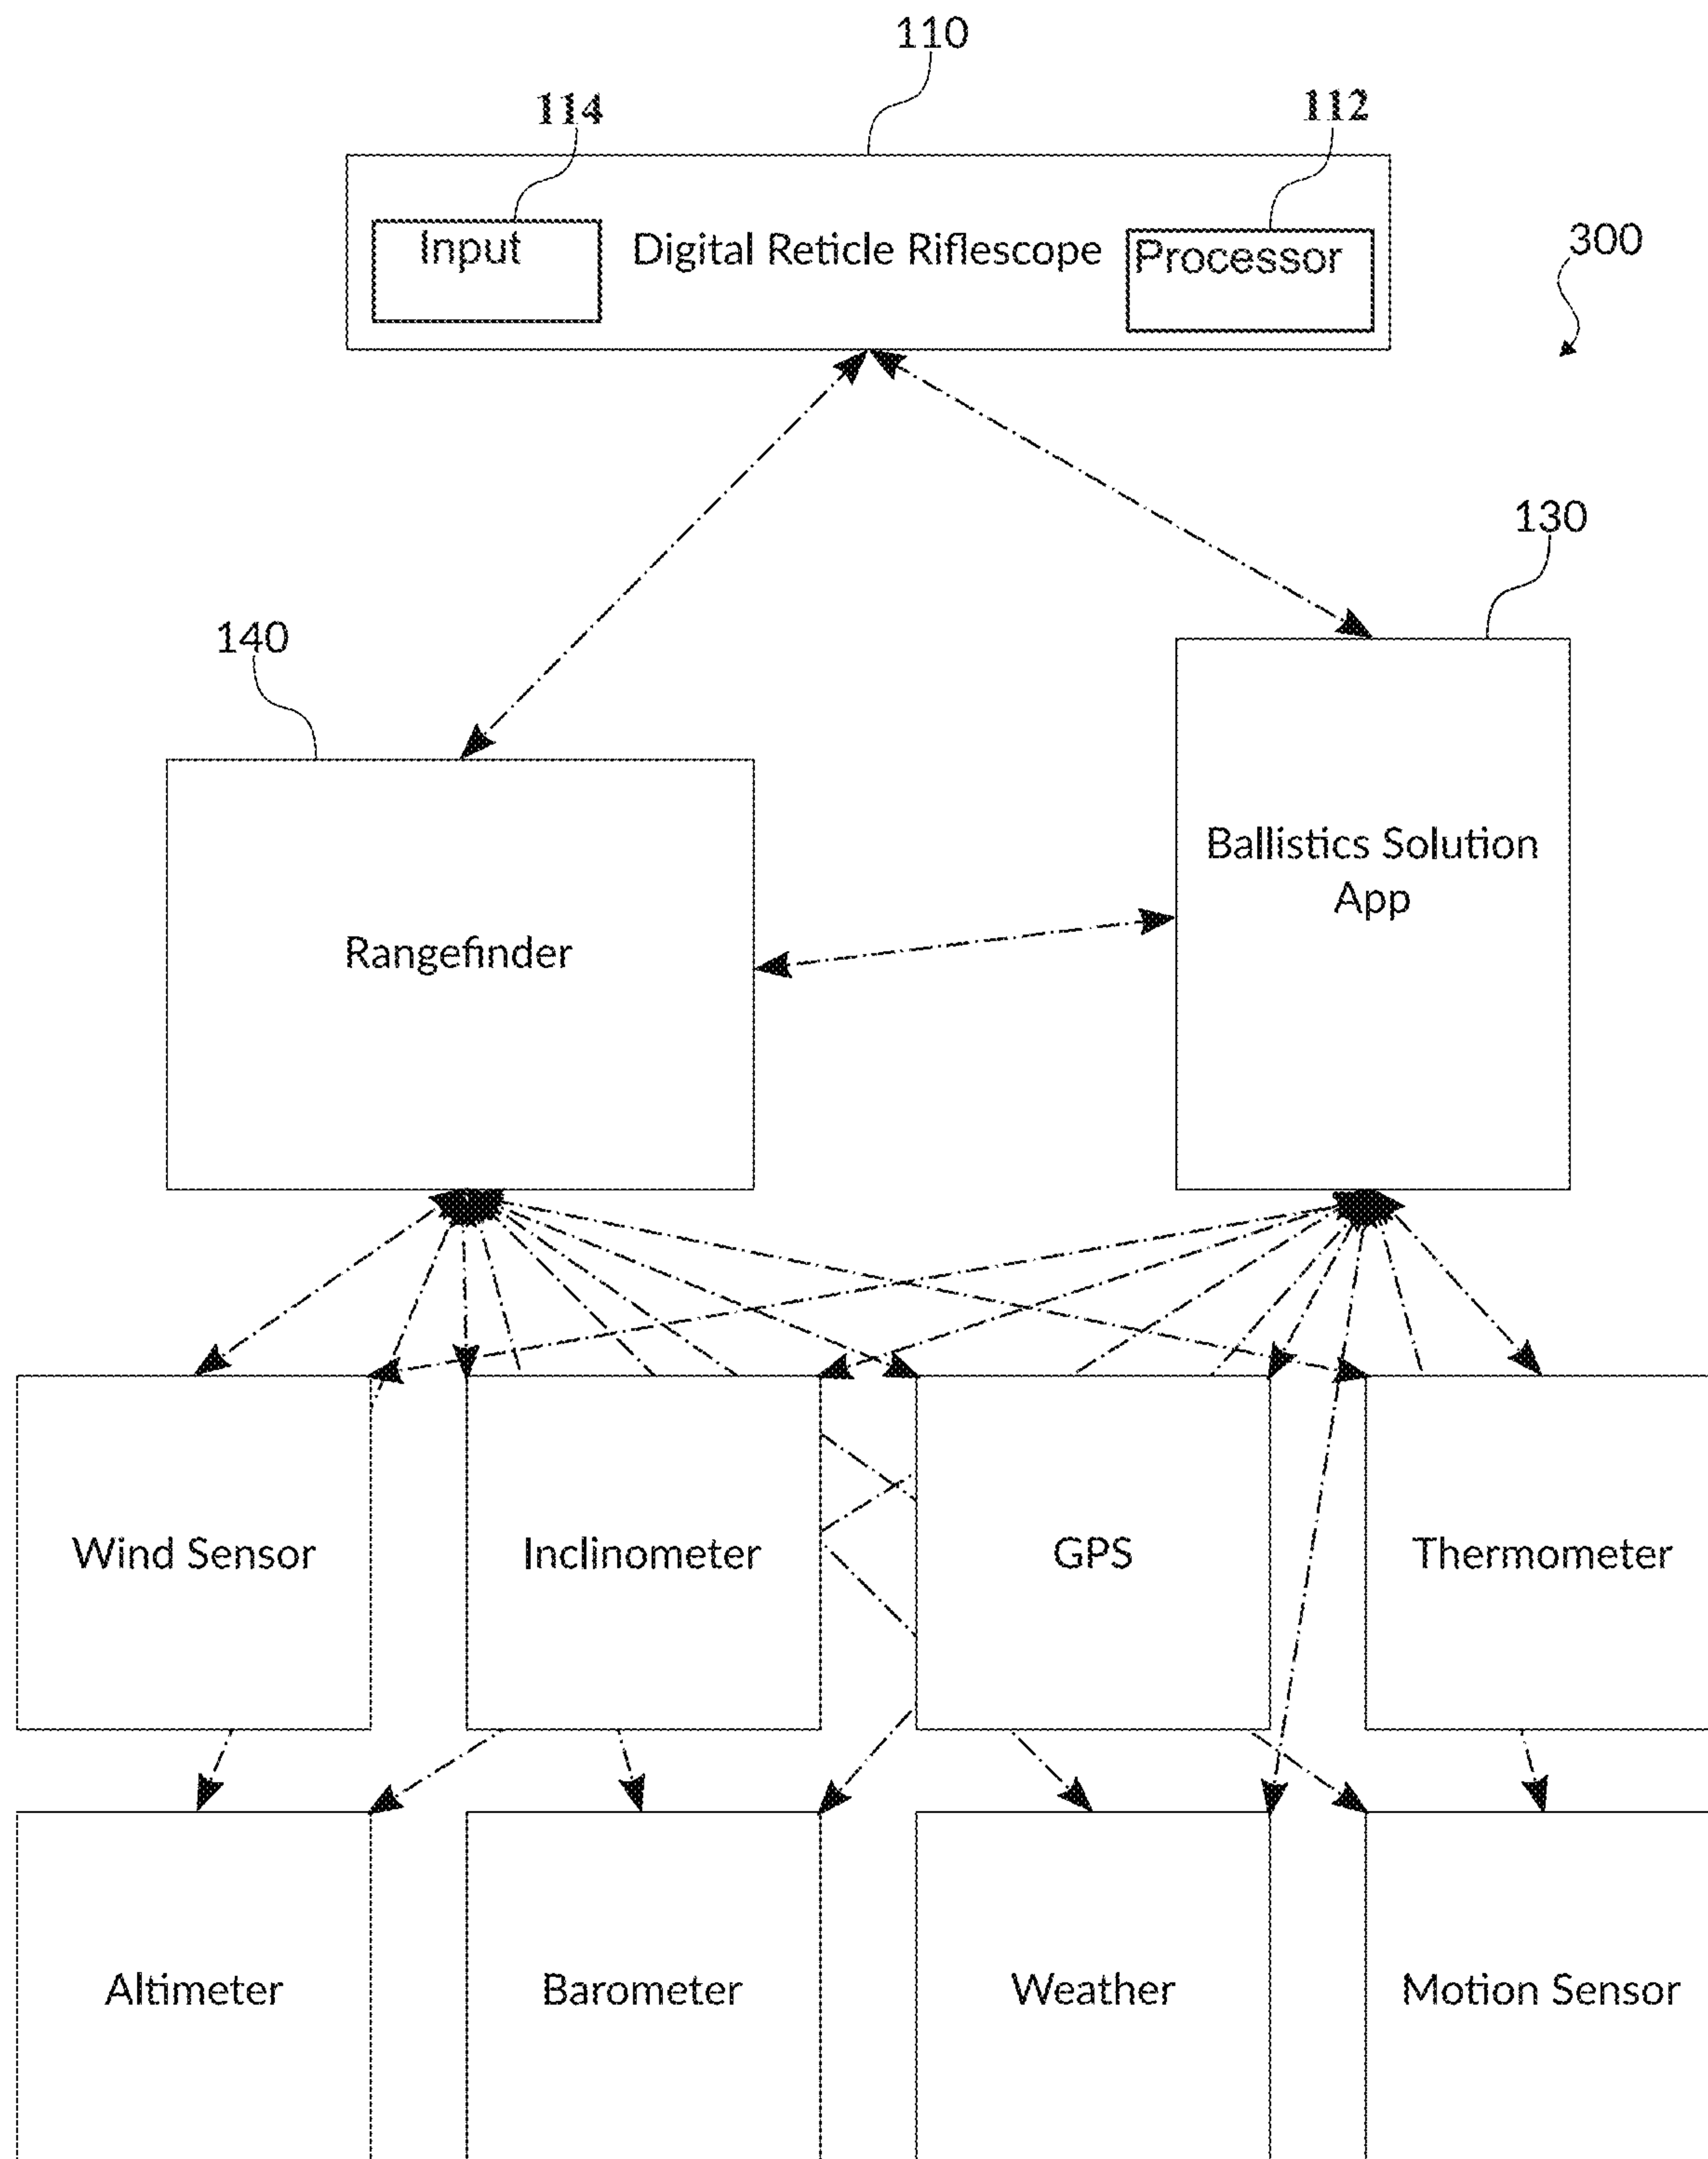 110
114
112
Input
Digital Reticle Riflescope
Processor
300
130
140
Ballistics Solution
App
Rangefinder
Wind Sensor
Inclinometer
GPS
Thermometer
Altimeter
Barometer
Weather
Motion Sensor